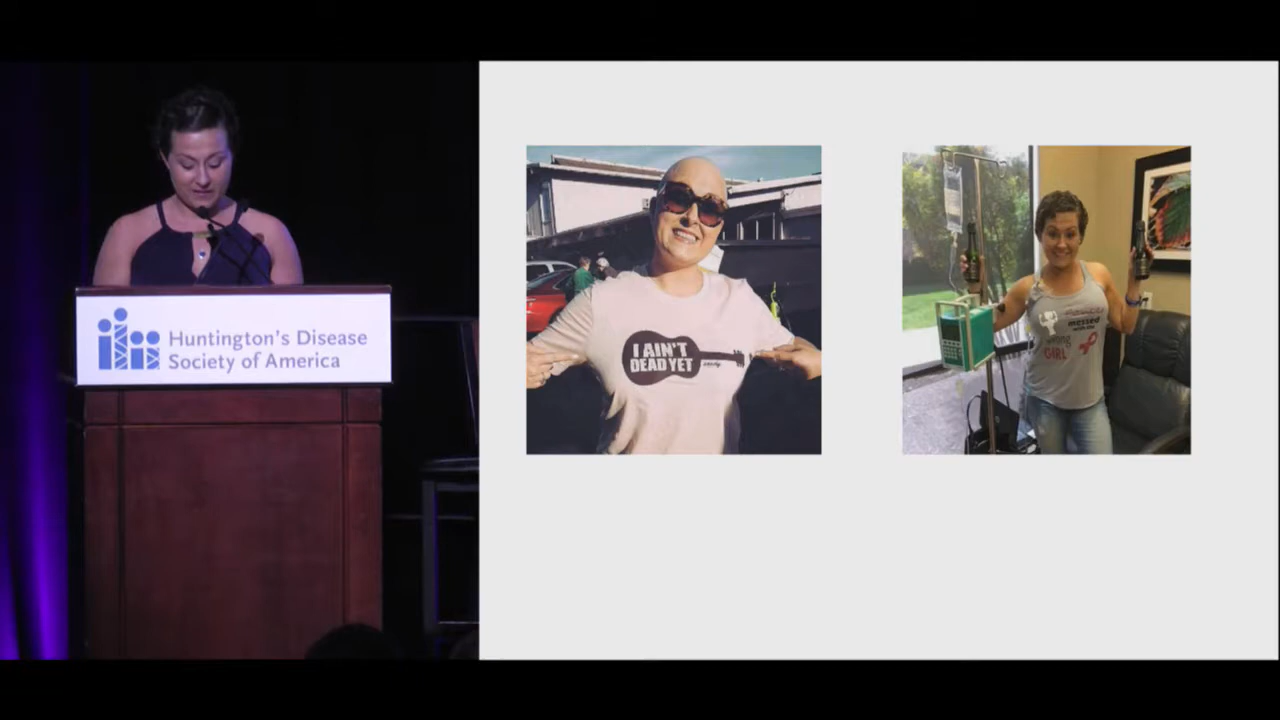 Huntington's Disease
Society of America
I AIN'T
DEAD YET
messed
GIRL